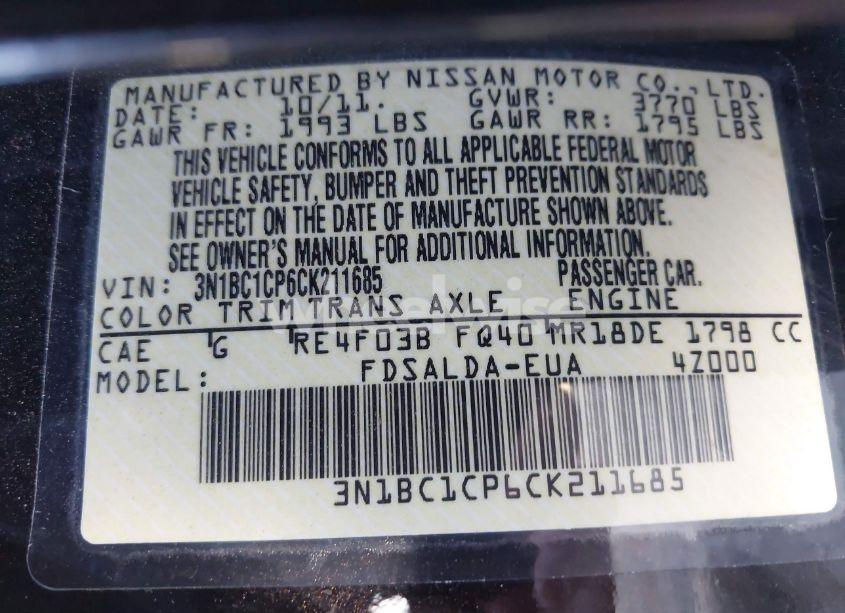 MANUFACTURED BY NISSAN MOTOR CO., LTD.
DATE: 10/11. GVWR: 3770 LBS
GAWR FR: 1993 LBS GAWR RR: 1795 LBS
THIS VEHICLE CONFORMS TO ALL APPLICABLE FEDERAL MOTOR
VEHICLE SAFETY, BUMPER AND THEFT PREVENTION STANDARDS
IN EFFECT ON THE DATE OF MANUFACTURE SHOWN ABOVE.
SEE OWNER'S MANUAL FOR ADDITIONAL INFORMATION.
VIN: 3N1BC1CP6CK211685 PASSENGER CAR.
COLOR TRIM TRANS AXLE ENGINE
CAE G RE4F03B FQ40 MR18DE 1798 CC
MODEL: FDSALDA-EUA 4Z000
3N1BC1CP6CK211685